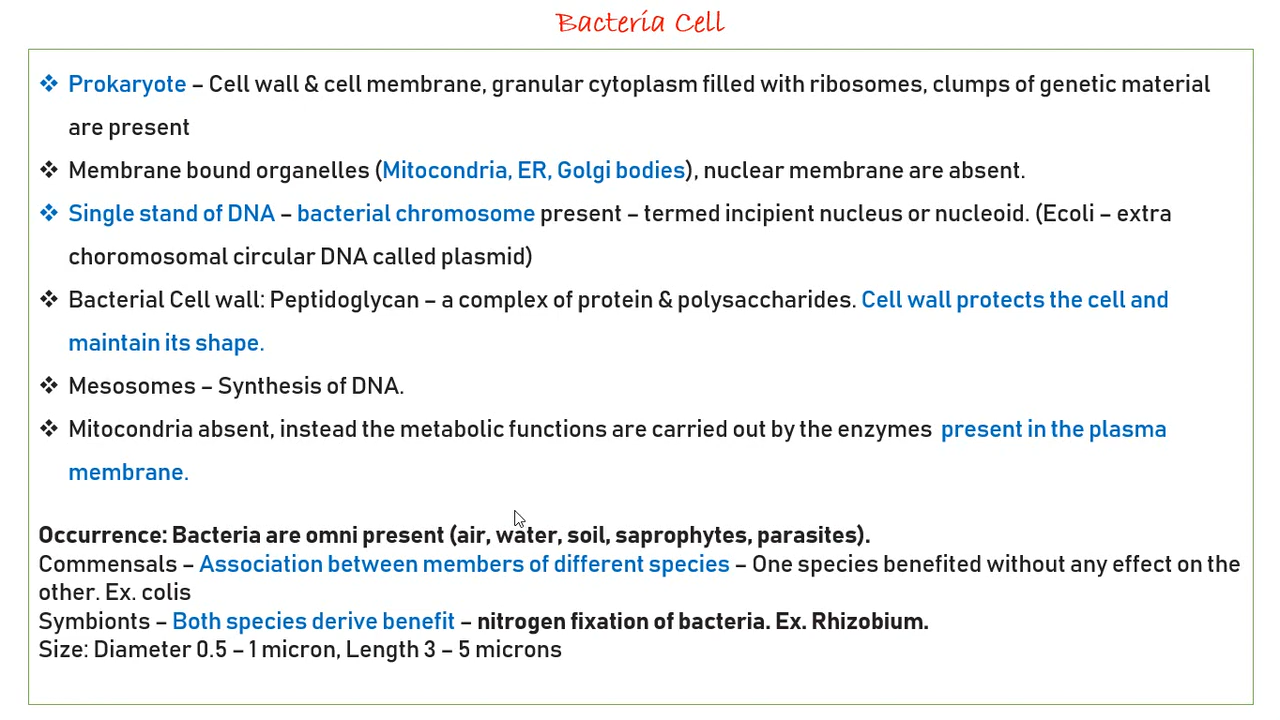 Bacteria Cell
❖ Prokaryote – Cell wall & cell membrane, granular cytoplasm filled with ribosomes, clumps of genetic material
are present
❖ Membrane bound organelles (Mitocondria, ER, Golgi bodies), nuclear membrane are absent.
❖ Single stand of DNA – bacterial chromosome present – termed incipient nucleus or nucleoid. (Ecoli – extra
choromosomal circular DNA called plasmid)
❖ Bacterial Cell wall: Peptidoglycan – a complex of protein & polysaccharides. Cell wall protects the cell and
maintain its shape.
❖ Mesosomes – Synthesis of DNA.
❖ Mitocondria absent, instead the metabolic functions are carried out by the enzymes present in the plasma
membrane.
Occurrence: Bacteria are omni present (air, water, soil, saprophytes, parasites).
Commensals – Association between members of different species – One species benefited without any effect on the
other. Ex. colis
Symbionts – Both species derive benefit – nitrogen fixation of bacteria. Ex. Rhizobium.
Size: Diameter 0.5 – 1 micron, Length 3 – 5 microns